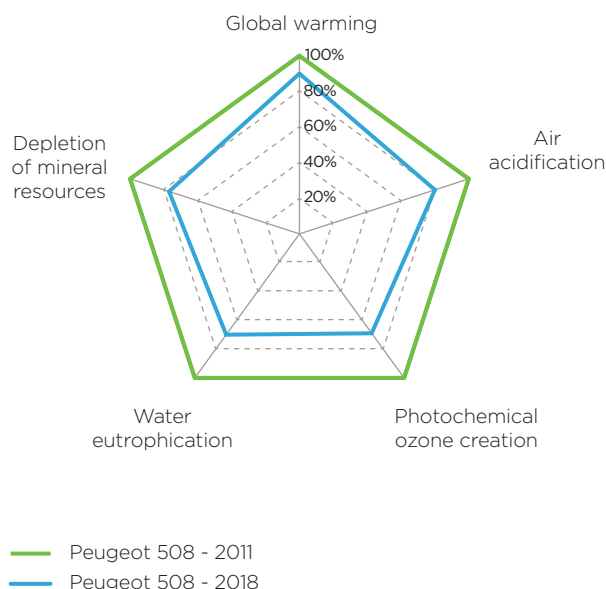 Global warming
100%
80%
60%
40%
20%
Depletion
of mineral
resources
Air
acidification
Water
eutrophication
Photochemical
ozone creation
Peugeot 508 - 2011
Peugeot 508 - 2018